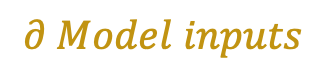 ∂ Model inputs